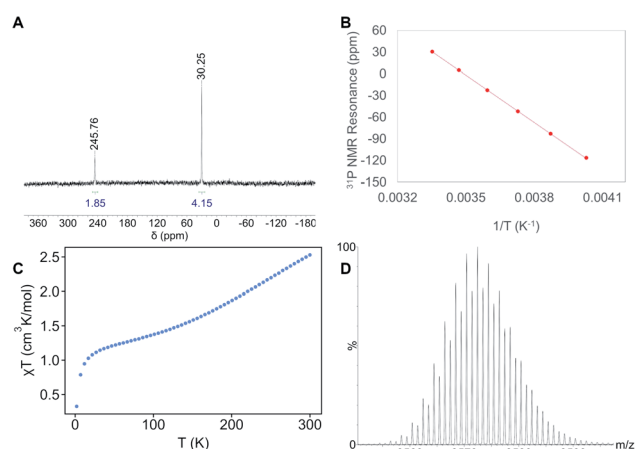 A
245.76
30.25
1.85
4.15
360 300 240 180 120 60 0 -60 -120 -180
δ (ppm)
B
³¹P NMR Resonance (ppm)
60
30
0
-30
-60
-90
-120
-150
0.0032 0.0035 0.0038 0.0041
1/T (K⁻¹)
C
χT (cm³K/mol)
2.5
2.0
1.5
1.0
0.5
0 100 200 300
T (K)
D
100
%
0
m/z